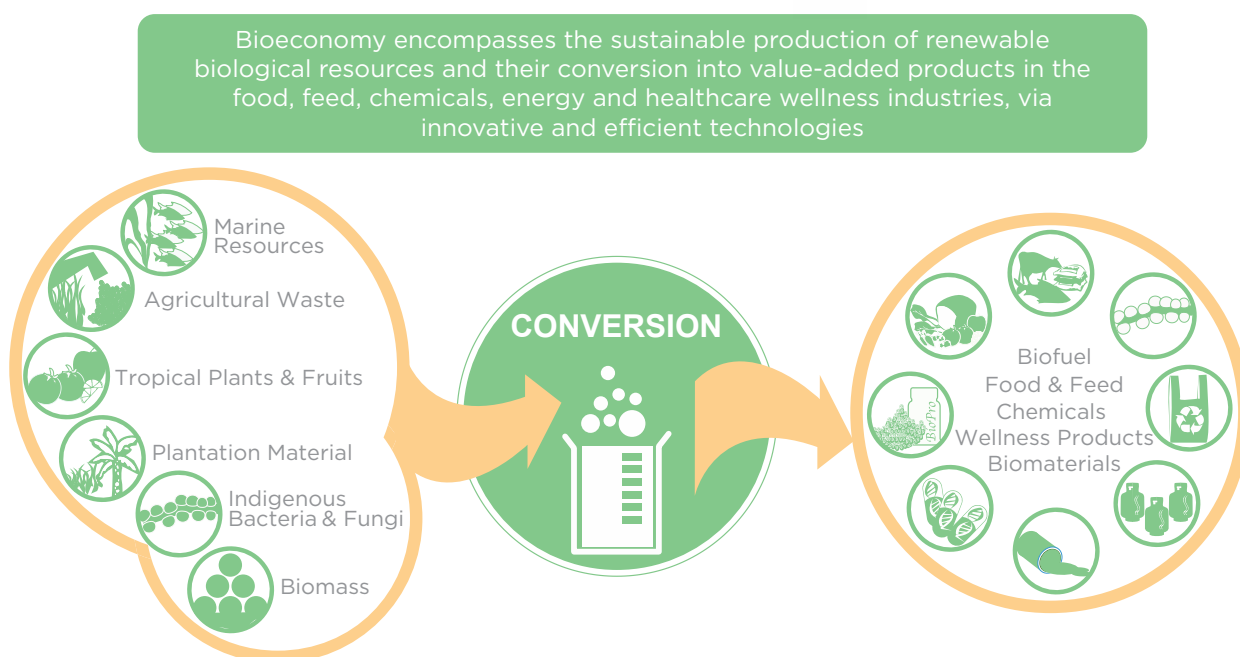 Bioeconomy encompasses the sustainable production of renewable
biological resources and their conversion into value-added products in the
food, feed, chemicals, energy and healthcare wellness industries, via
innovative and efficient technologies
Marine
Resources
Agricultural Waste
Tropical Plants & Fruits
Plantation Material
Indigenous
Bacteria & Fungi
Biomass
CONVERSION
Biofuel
Food & Feed
Chemicals
Wellness Products
Biomaterials
BioPro